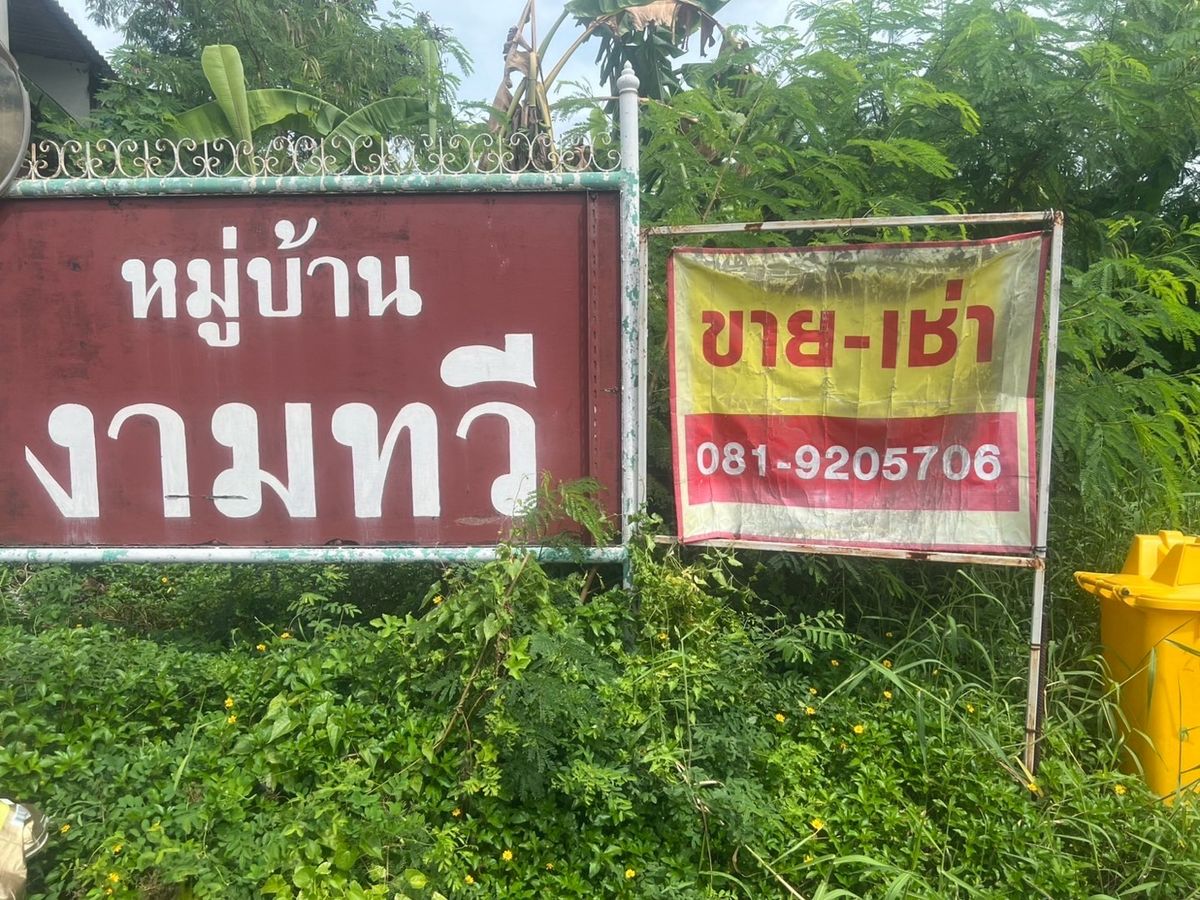 หมู่บ้าน
งามทวี
ขาย-เช่า
081-9205706